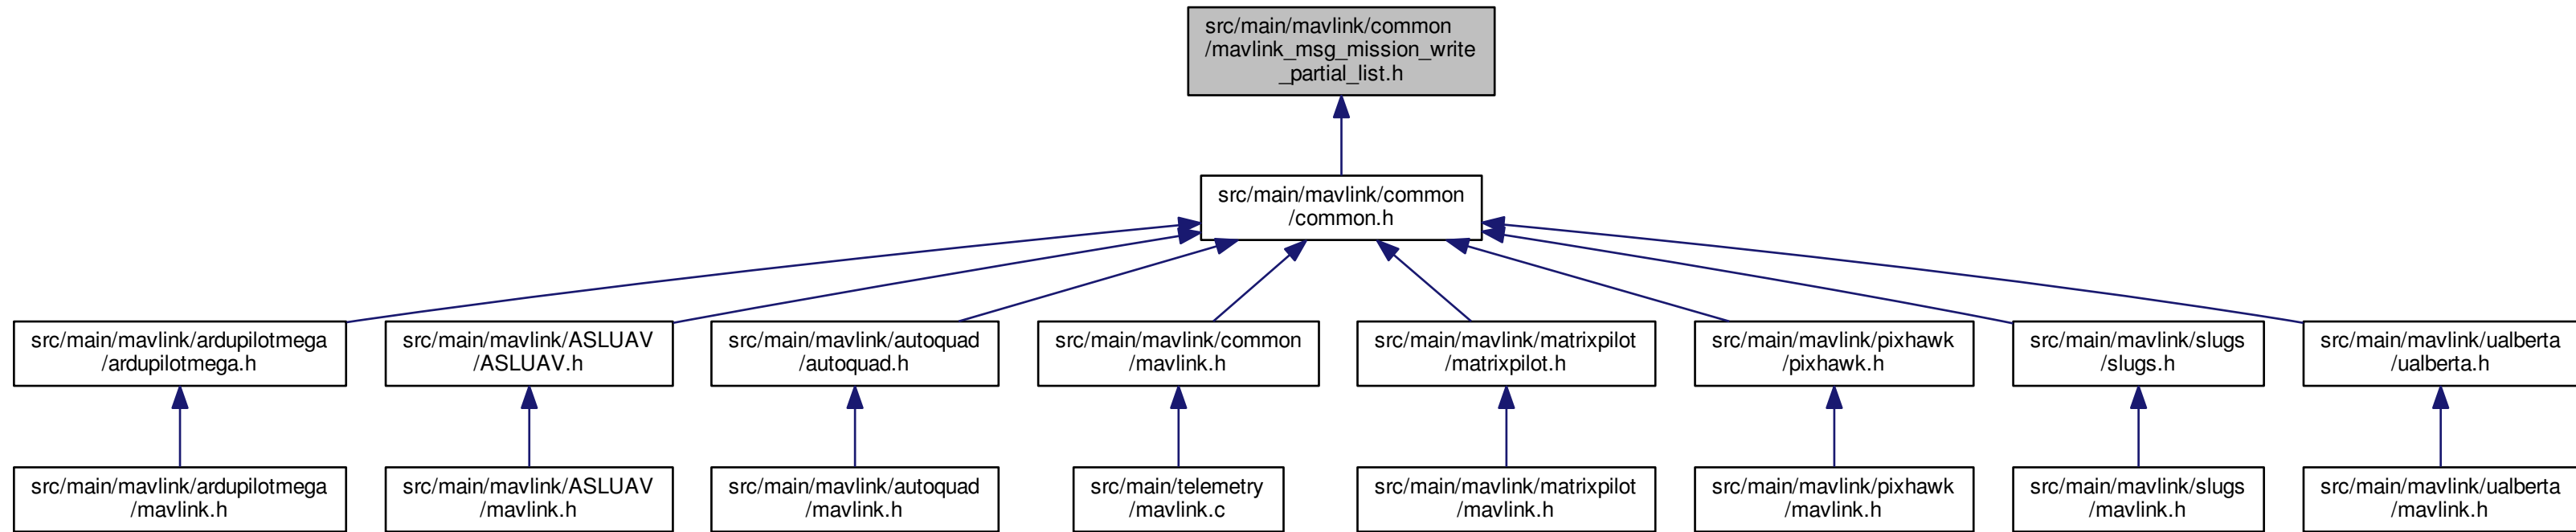 src/main/mavlink/common
/mavlink_msg_mission_write
_partial_list.h
src/main/mavlink/common
/common.h
src/main/mavlink/ardupilotmega
/ardupilotmega.h
src/main/mavlink/ASLUAV
/ASLUAV.h
src/main/mavlink/autoquad
/autoquad.h
src/main/mavlink/common
/mavlink.h
src/main/mavlink/matrixpilot
/matrixpilot.h
src/main/mavlink/pixhawk
/pixhawk.h
src/main/mavlink/slugs
/slugs.h
src/main/mavlink/ualberta
/ualberta.h
src/main/mavlink/ardupilotmega
/mavlink.h
src/main/mavlink/ASLUAV
/mavlink.h
src/main/mavlink/autoquad
/mavlink.h
src/main/telemetry
/mavlink.c
src/main/mavlink/matrixpilot
/mavlink.h
src/main/mavlink/pixhawk
/mavlink.h
src/main/mavlink/slugs
/mavlink.h
src/main/mavlink/ualberta
/mavlink.h